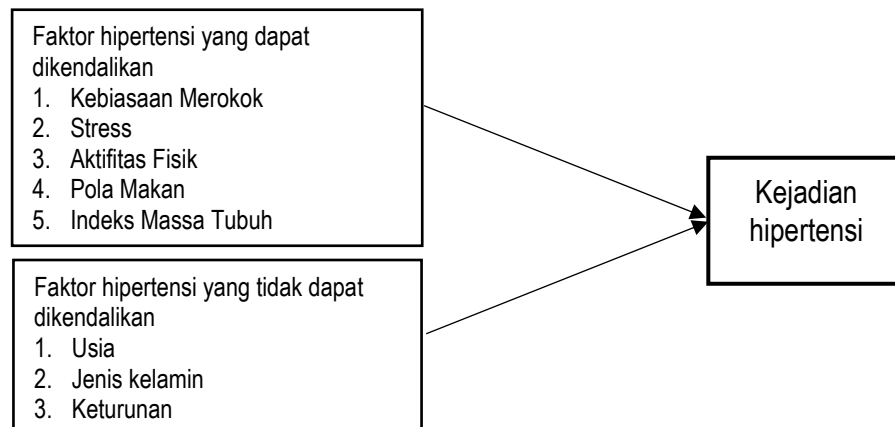 Faktor hipertensi yang dapat
dikendalikan
1. Kebiasaan Merokok
2. Stress
3. Aktifitas Fisik
4. Pola Makan
5. Indeks Massa Tubuh
Kejadian
hipertensi
Faktor hipertensi yang tidak dapat
dikendalikan
1. Usia
2. Jenis kelamin
3. Keturunan